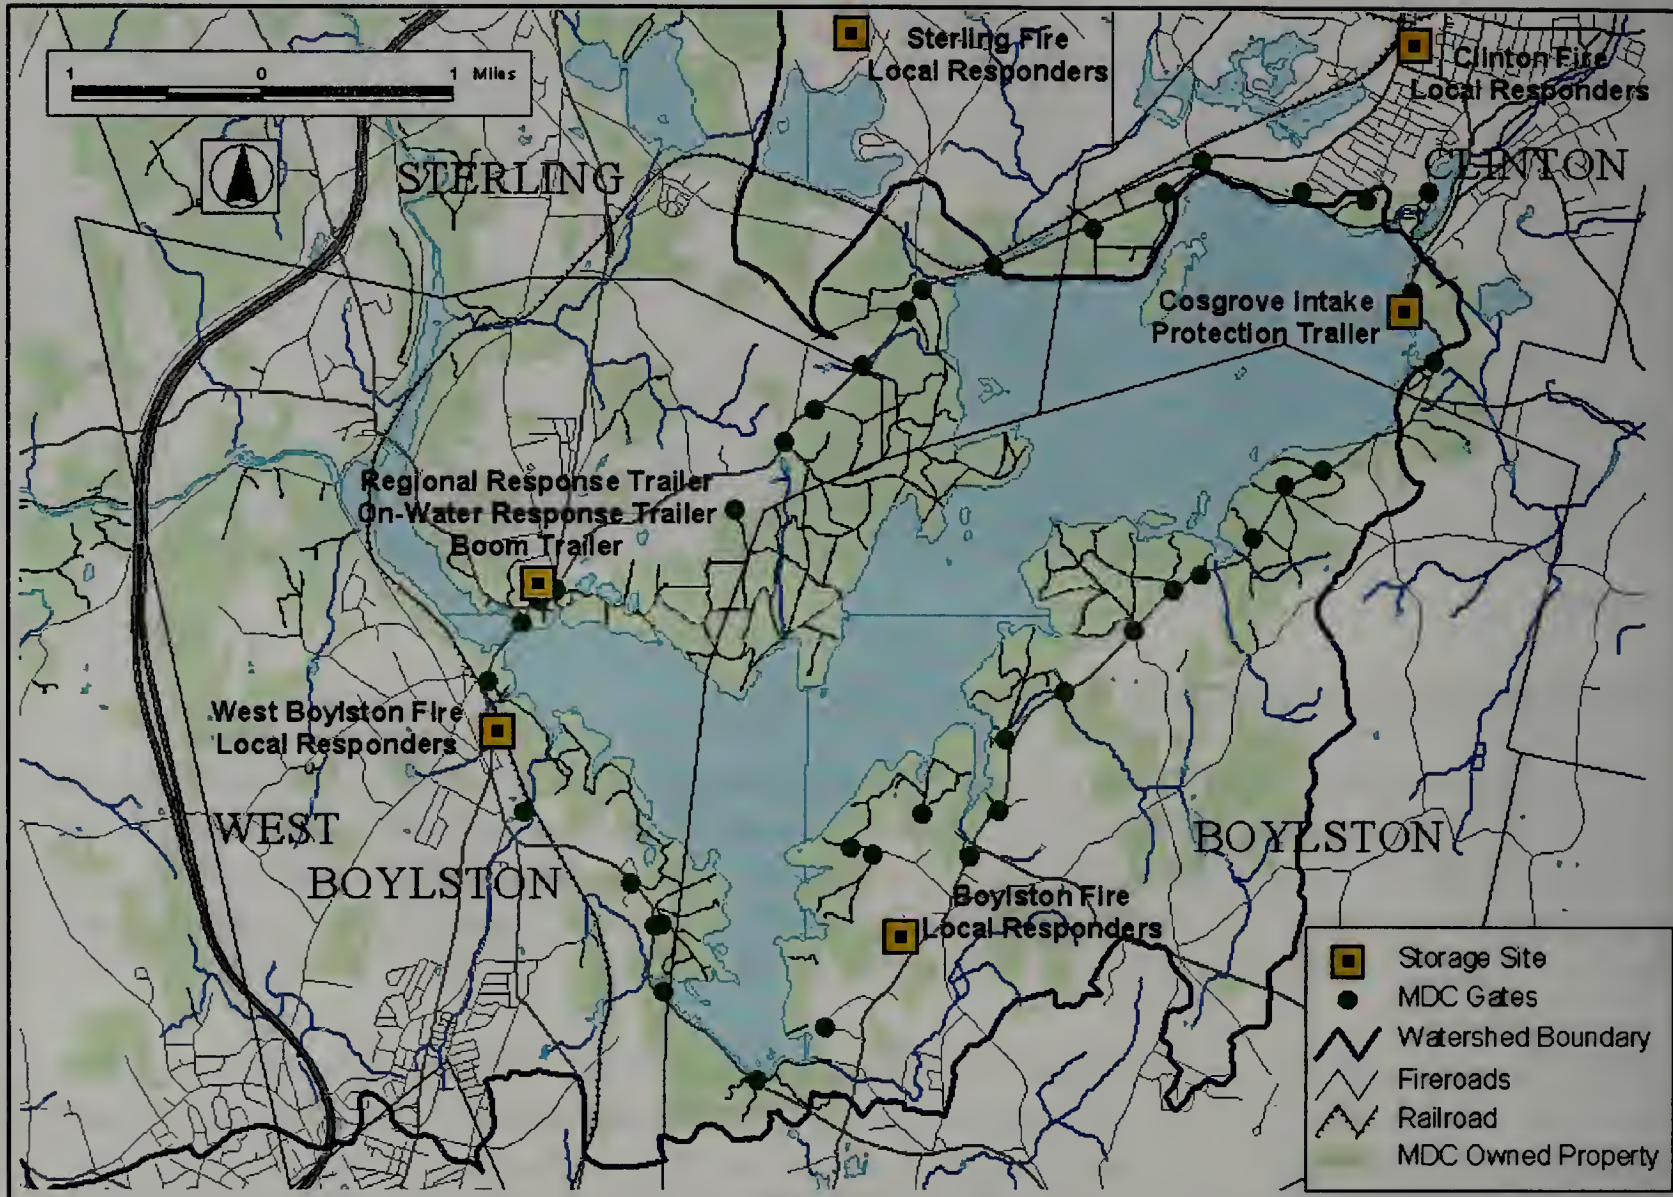 Sterling Fire
Local Responders
Clinton Fire
Local Responders
1 0 1 Miles
STERLING
CLINTON
Cosgrove Intake
Protection Trailer
Regional Response Trailer
On-Water Response Trailer
Boom Trailer
West Boylston Fire
Local Responders
WEST
BOYLSTON
BOYLSTON
Boylston Fire
Local Responders
Storage Site
MDC Gates
Watershed Boundary
Fireroads
Railroad
MDC Owned Property